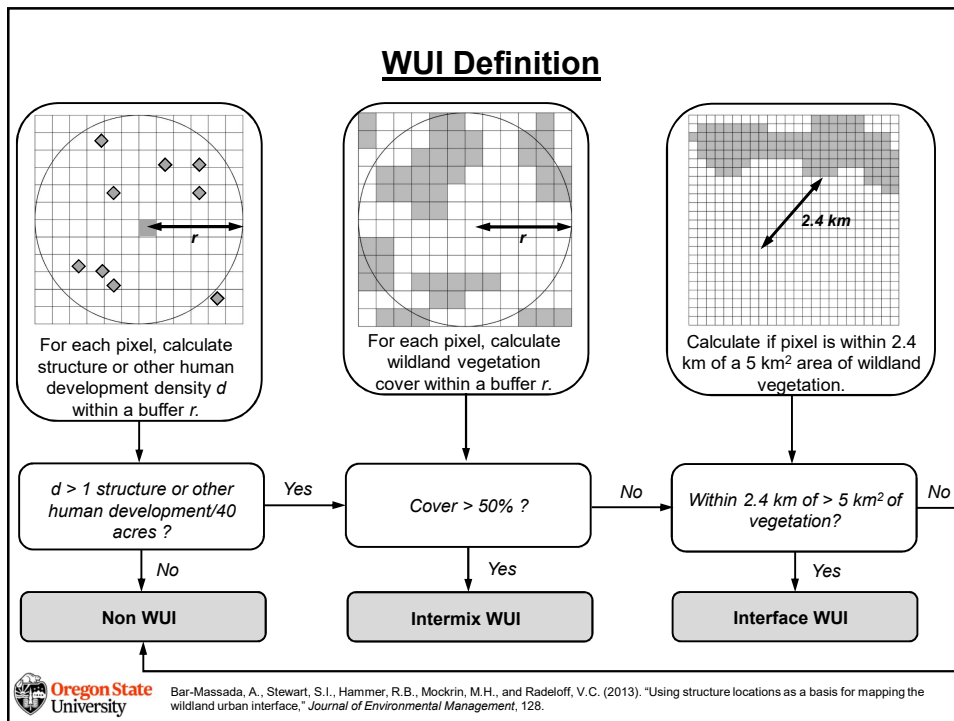 WUI Definition
r
For each pixel, calculate
structure or other human
development density d
within a buffer r.
r
For each pixel, calculate
wildland vegetation
cover within a buffer r.
2.4 km
Calculate if pixel is within 2.4
km of a 5 km² area of wildland
vegetation.
d > 1 structure or other
human development/40
acres ?
Yes
Cover > 50% ?
No
Within 2.4 km of > 5 km² of
vegetation?
No
No
Yes
Yes
Non WUI
Intermix WUI
Interface WUI
Oregon State
University
Bar-Massada, A., Stewart, S.I., Hammer, R.B., Mockrin, M.H., and Radeloff, V.C. (2013). “Using structure locations as a basis for mapping the
wildland urban interface,” Journal of Environmental Management, 128.